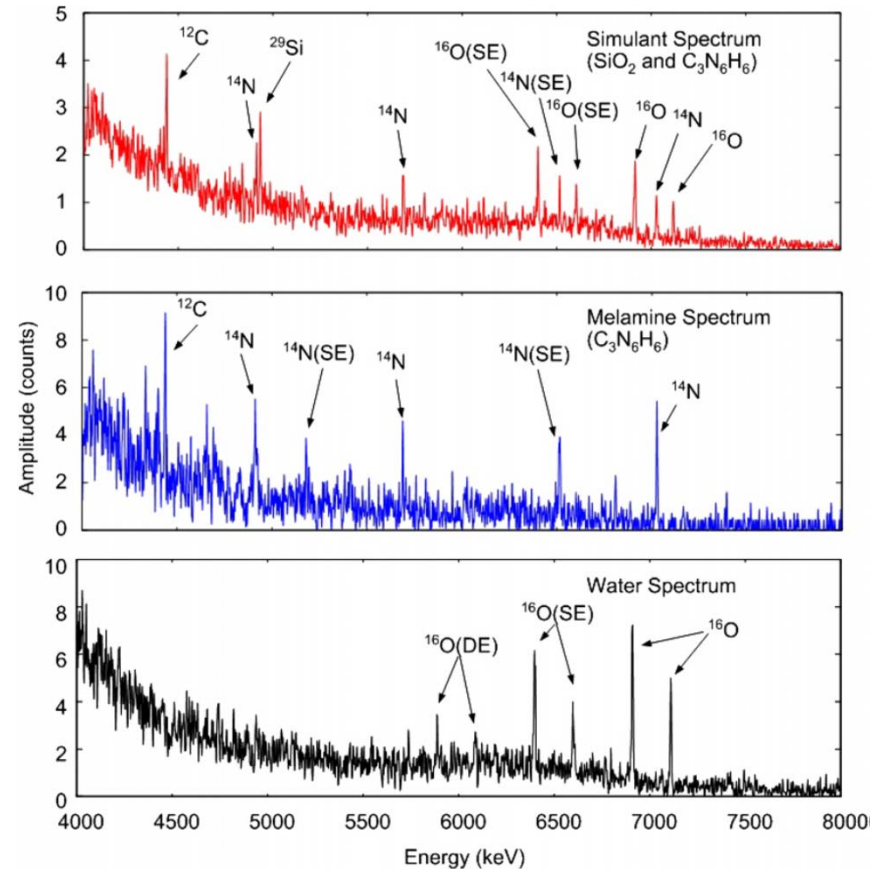 5
4
3
2
1
0
¹²C
¹⁴N
²⁹Si
¹⁴N
¹⁶O(SE)
¹⁴N(SE)
¹⁶O(SE)
Simulant Spectrum
(SiO₂ and C₃N₆H₆)
¹⁶O
¹⁴N
¹⁶O
Amplitude (counts)
10
8
6
4
2
0
¹²C
¹⁴N
¹⁴N(SE)
¹⁴N
¹⁴N(SE)
Melamine Spectrum
(C₃N₆H₆)
¹⁴N
10
8
6
4
2
0
Water Spectrum
¹⁶O(DE)
¹⁶O(SE)
¹⁶O
4000 4500 5000 5500 6000 6500 7000 7500 8000
Energy (keV)